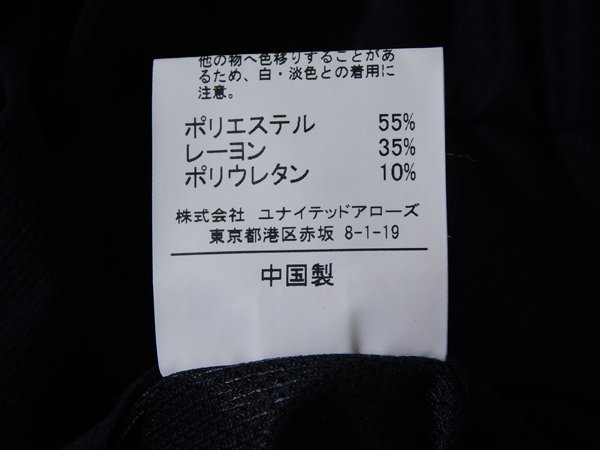 他の物へ色移りすることがあ
るため、白・淡色との着用に
注意。
ポリエステル 55%
レーヨン 35%
ポリウレタン 10%
株式会社 ユナイテッドアローズ
東京都港区赤坂 8-1-19
中国製